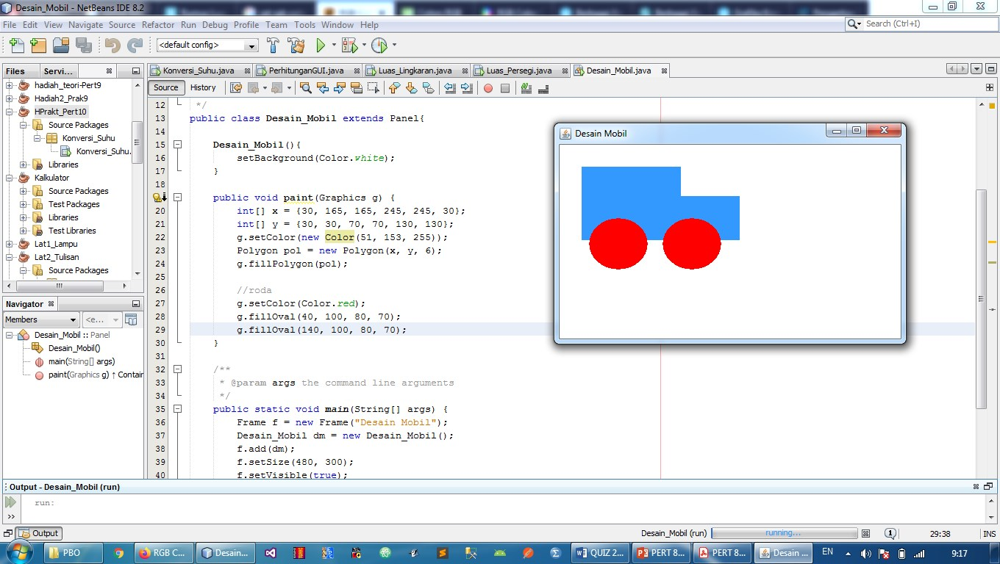 Desain_Mobil - NetBeans IDE 8.2
File Edit View Navigate Source Refactor Run Debug Profile Team Tools Window Help
Search (Ctrl+I)
<default config>
Files Servi...
Konversi_Suhu.java PerhitunganGUI.java Luas_Lingkaran.java Luas_Persegi.java Desain_Mobil.java
Source History
hadiah_teori-Pert9
Hadiah2_Prak9
HPrakt_Pert10
Source Packages
Konversi_Suhu
Konversi_Suhu.
Libraries
Kalkulator
Source Packages
Test Packages
Libraries
Test Libraries
Lat1_Lampu
Lat2_Tulisan
Source Packages
Navigator
Members <e...
Desain_Mobil :: Panel
Desain_Mobil()
main(String[] args)
paint(Graphics g) ↑ Contair
12 */
13 public class Desain_Mobil extends Panel{
14
15 Desain_Mobil(){
16 setBackground(Color.white);
17 }
18
public void paint(Graphics g) {
20 int[] x = {30, 165, 165, 245, 245, 30};
21 int[] y = {30, 30, 70, 70, 130, 130};
22 g.setColor(new Color(51, 153, 255));
23 Polygon pol = new Polygon(x, y, 6);
24 g.fillPolygon(pol);
25
26 //roda
27 g.setColor(Color.red);
28 g.fillOval(40, 100, 80, 70);
29 g.fillOval(140, 100, 80, 70);
30 }
31
32 /**
33 * @param args the command line arguments
34 */
35 public static void main(String[] args) {
36 Frame f = new Frame("Desain Mobil");
37 Desain_Mobil dm = new Desain_Mobil();
38 f.add(dm);
39 f.setSize(480, 300);
40 f.setVisible(true);
Desain Mobil
Output - Desain_Mobil (run)
run:
Output
Desain_Mobil (run) running... 1 29:38 INS
PBO RGB C... Desain... QUIZ 2... PERT 8... PERT 8... Desain ... EN 9:17